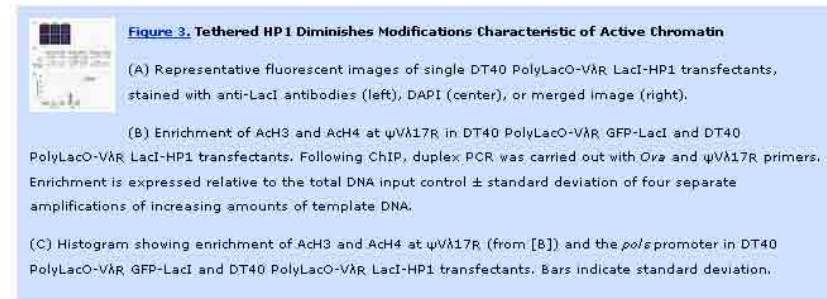 Figure 3. Tethered HP1 Diminishes Modifications Characteristic of Active Chromatin
(A) Representative fluorescent images of single DT40 PolyLacO-VλR LacI-HP1 transfectants,
stained with anti-LacI antibodies (left), DAPI (center), or merged image (right).
(B) Enrichment of AcH3 and AcH4 at ψVλ17R in DT40 PolyLacO-VλR GFP-LacI and DT40
PolyLacO-VλR LacI-HP1 transfectants. Following ChIP, duplex PCR was carried out with Ova and ψVλ17R primers.
Enrichment is expressed relative to the total DNA input control ± standard deviation of four separate
amplifications of increasing amounts of template DNA.
(C) Histogram showing enrichment of AcH3 and AcH4 at ψVλ17R (from [B]) and the polε promoter in DT40
PolyLacO-VλR GFP-LacI and DT40 PolyLacO-VλR LacI-HP1 transfectants. Bars indicate standard deviation.